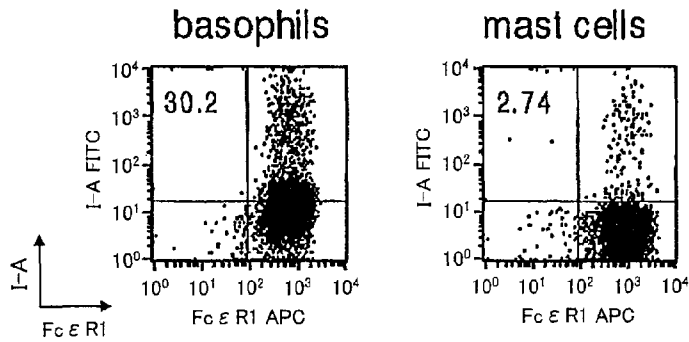 basophils
mast cells
10⁴
10³
10²
10¹
10⁰
30.2
I-A FITC
10⁰ 10¹ 10² 10³ 10⁴
Fc ε R1 APC
10⁴
10³
10²
10¹
10⁰
2.74
I-A FITC
10⁰ 10¹ 10² 10³ 10⁴
Fc ε R1 APC
I-A
Fc ε R1